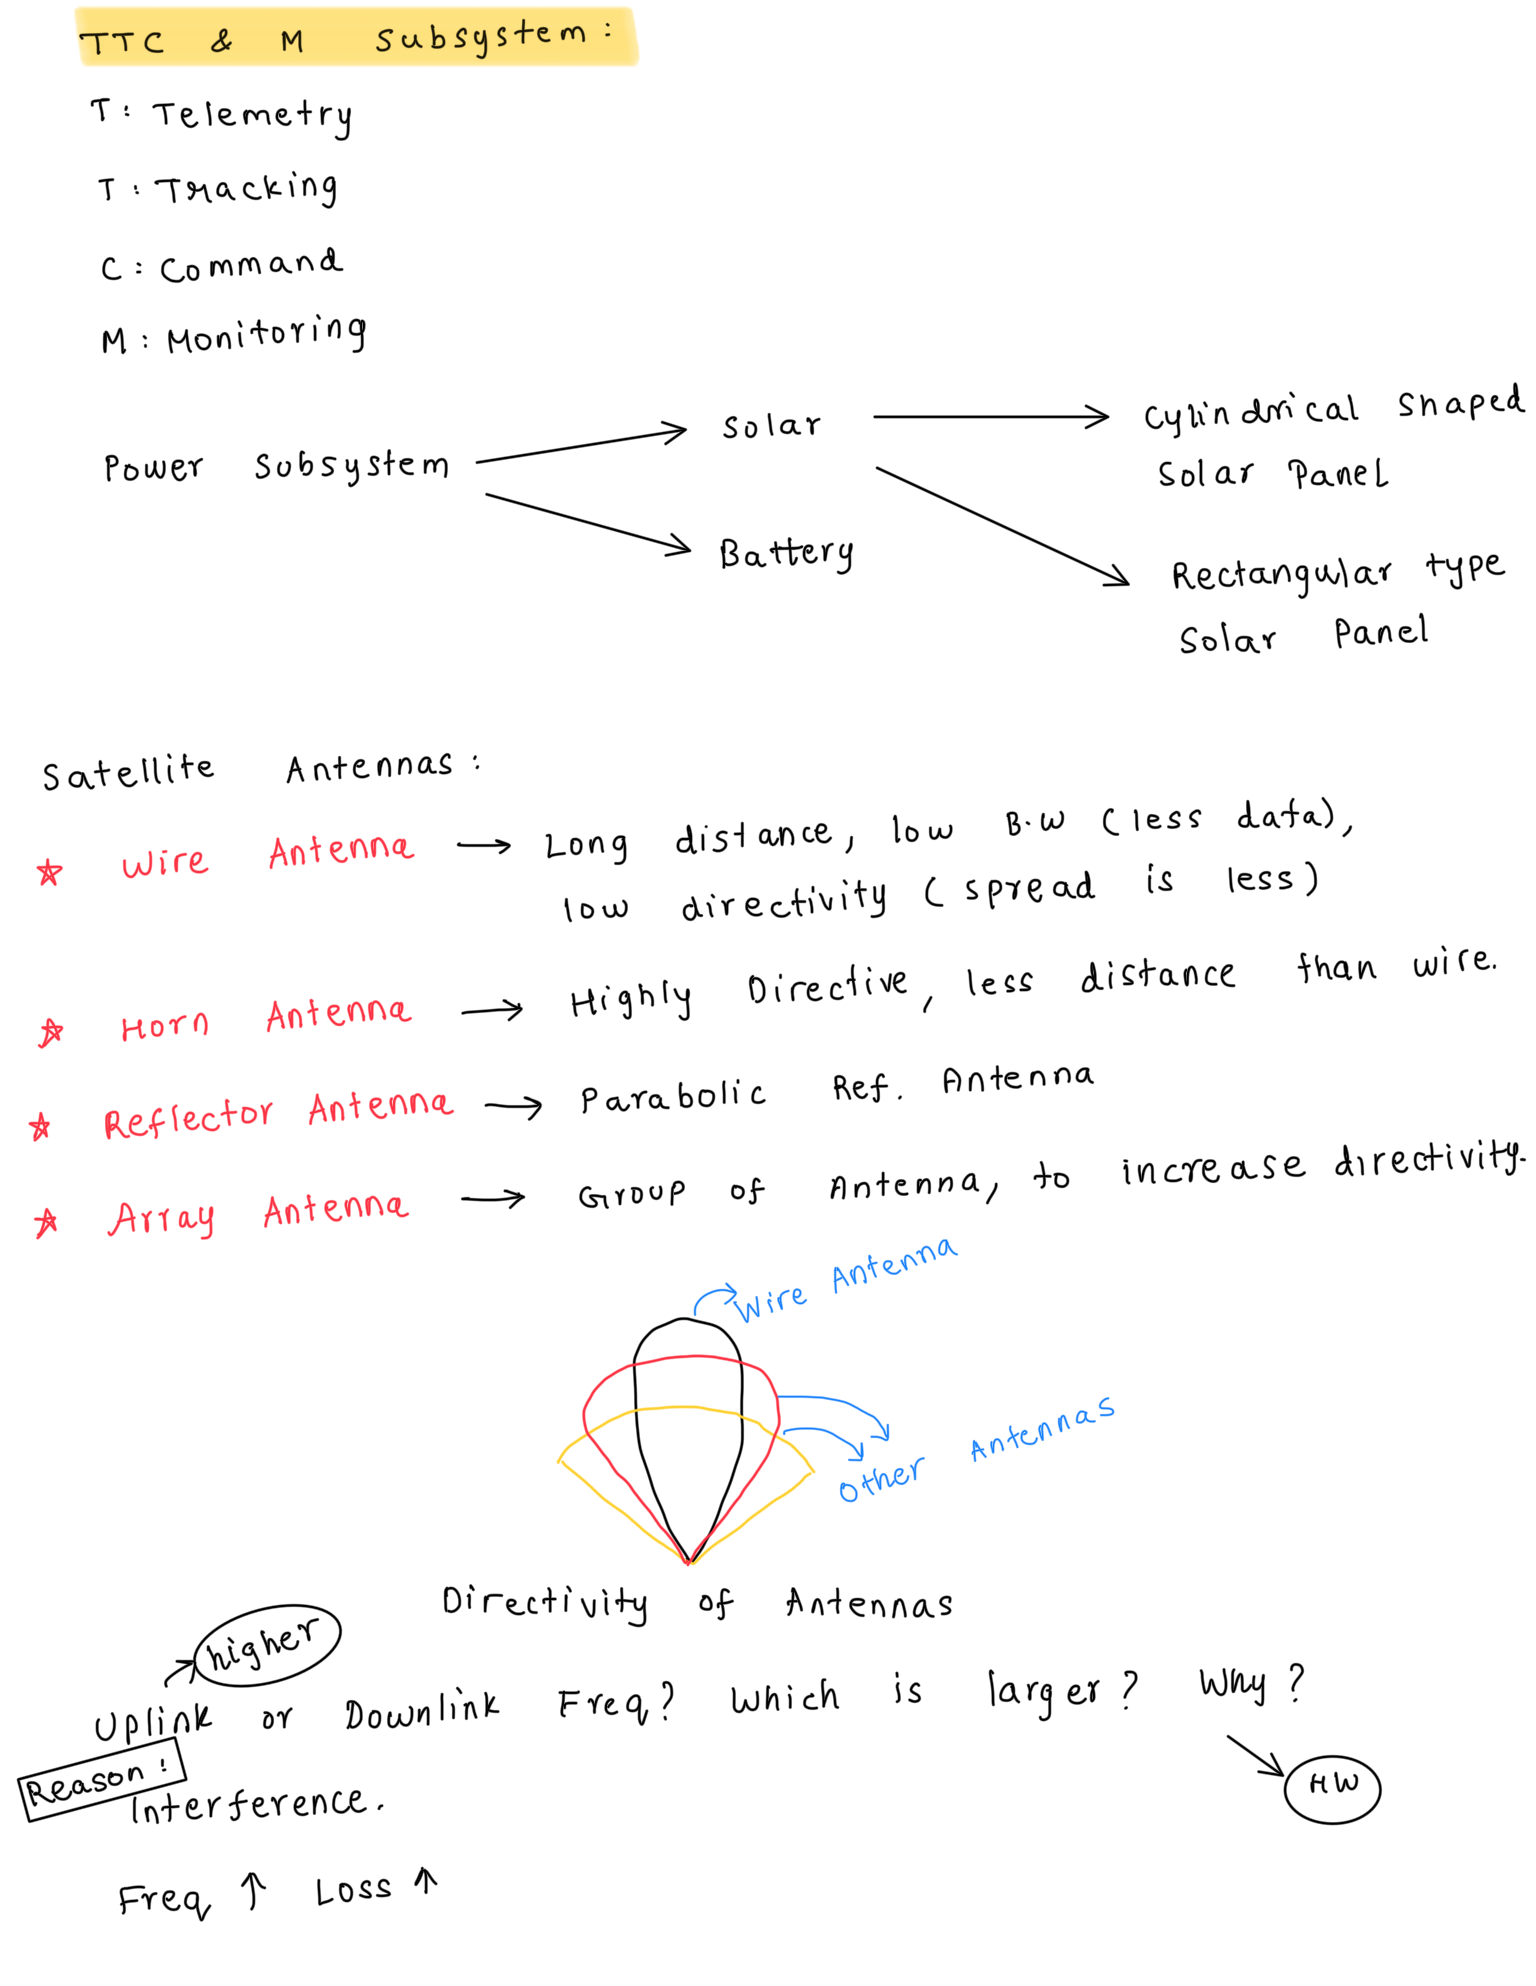 TTC & M Subsystem:
T: Telemetry
T: Tracking
C: Command
M: Monitoring
Power Subsystem
Solar
Battery
Cylindrical Shaped
Solar Panel
Rectangular type
Solar Panel
Satellite Antennas:
☆ Wire Antenna → Long distance, low B.W (less data),
low directivity (spread is less)
☆ Horn Antenna → Highly Directive, less distance than wire.
☆ Reflector Antenna → Parabolic Ref. Antenna
☆ Array Antenna → Group of Antenna, to increase directivity.
Wire Antenna
Other Antennas
Directivity of Antennas
higher
Uplink or Downlink Freq? Which is larger? Why?
Reason:
Interference.
HW
Freq ↑ Loss ↑